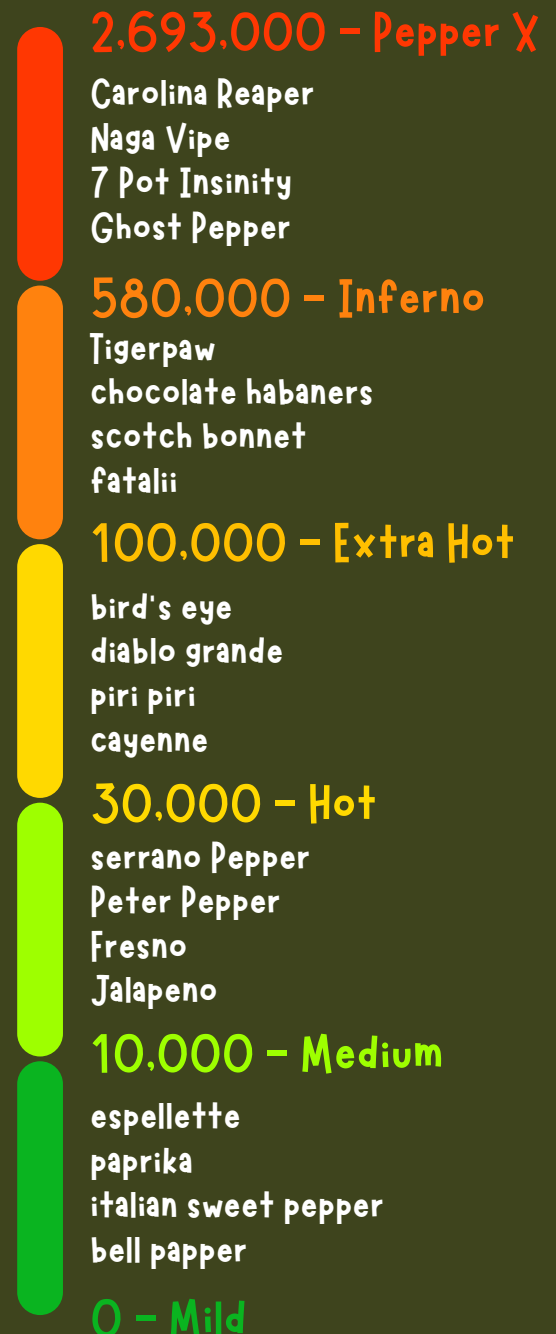 2,693,000 - Pepper X
Carolina Reaper
Naga Vipe
7 Pot Insinity
Ghost Pepper
580,000 - Inferno
Tigerpaw
chocolate habaners
scotch bonnet
fatalii
100,000 - Extra Hot
bird's eye
diablo grande
piri piri
cayenne
30,000 - Hot
serrano Pepper
Peter Pepper
Fresno
Jalapeno
10,000 - Medium
espellette
paprika
italian sweet pepper
bell papper
0 - Mild